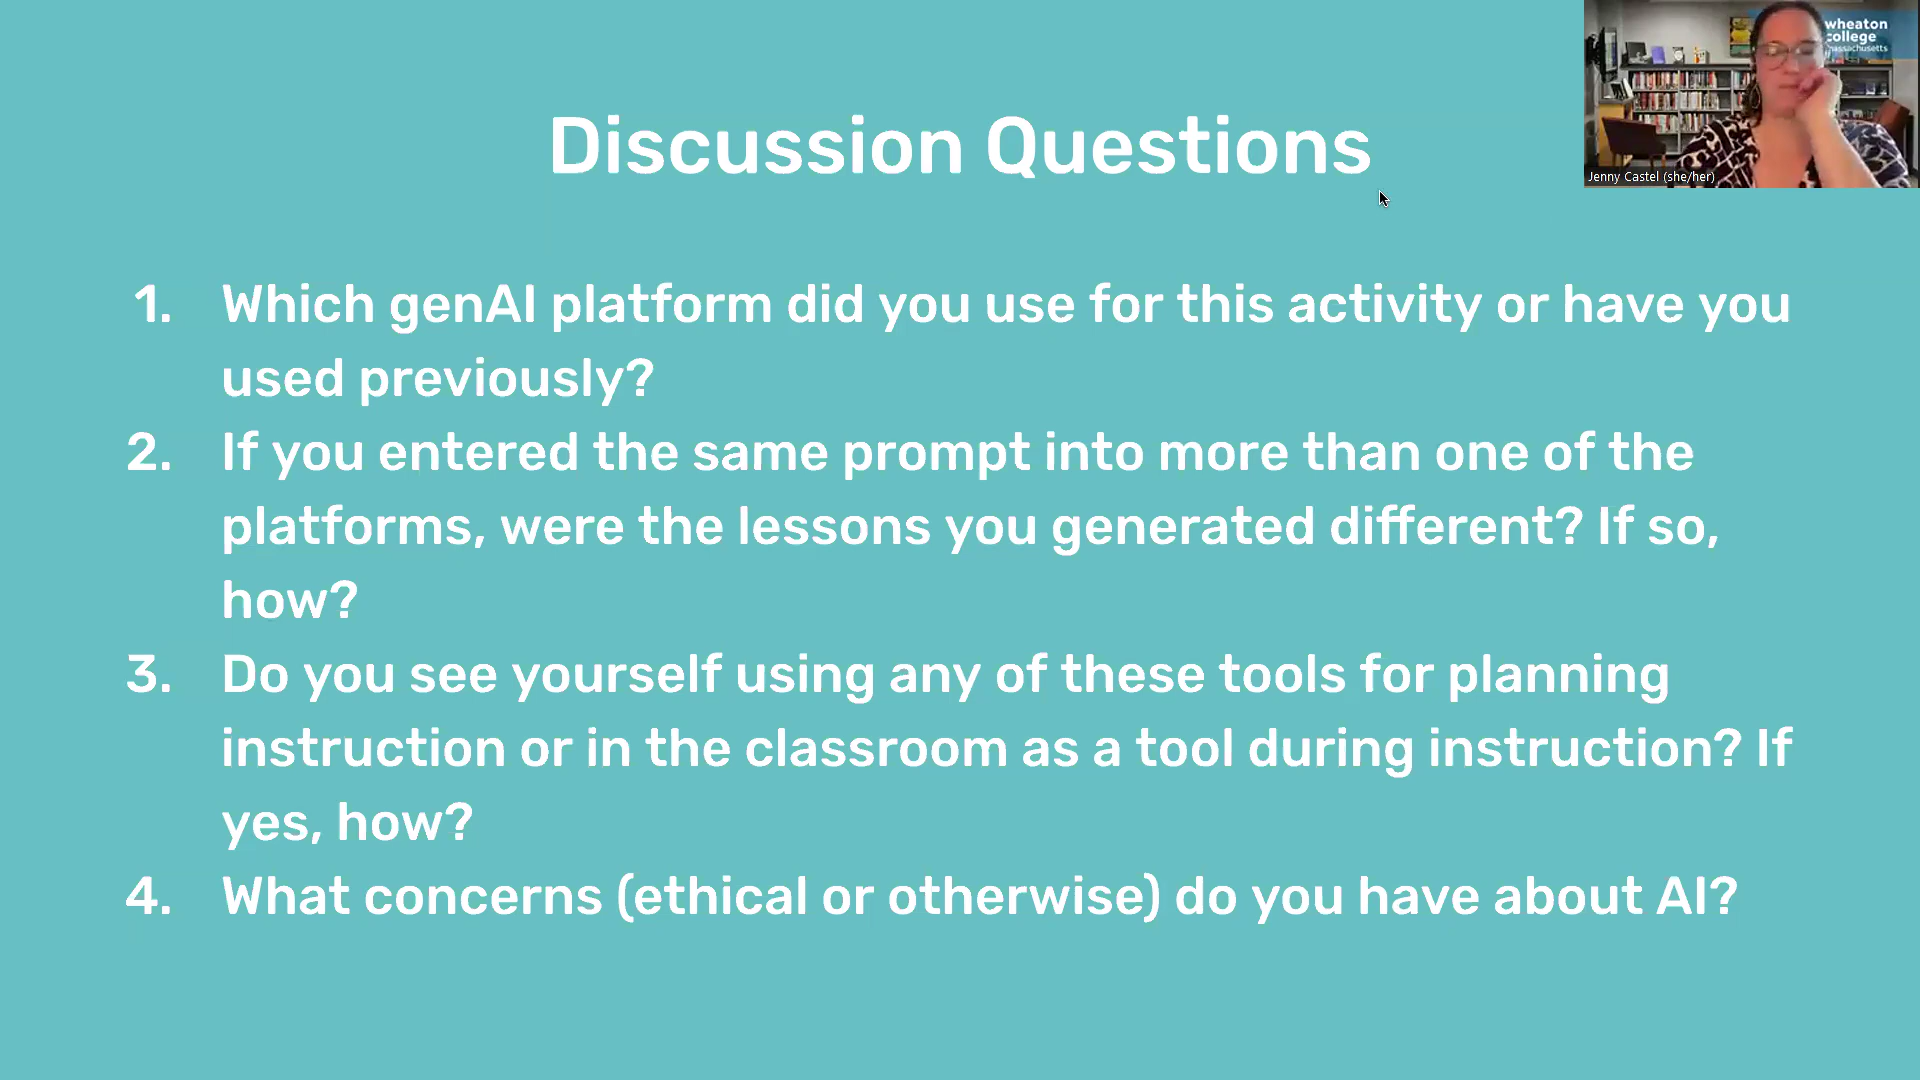 Discussion Questions
wheaton
college
massachusetts
Jenny Castel (she/her)
1. Which genAI platform did you use for this activity or have you
used previously?
2. If you entered the same prompt into more than one of the
platforms, were the lessons you generated different? If so,
how?
3. Do you see yourself using any of these tools for planning
instruction or in the classroom as a tool during instruction? If
yes, how?
4. What concerns (ethical or otherwise) do you have about AI?